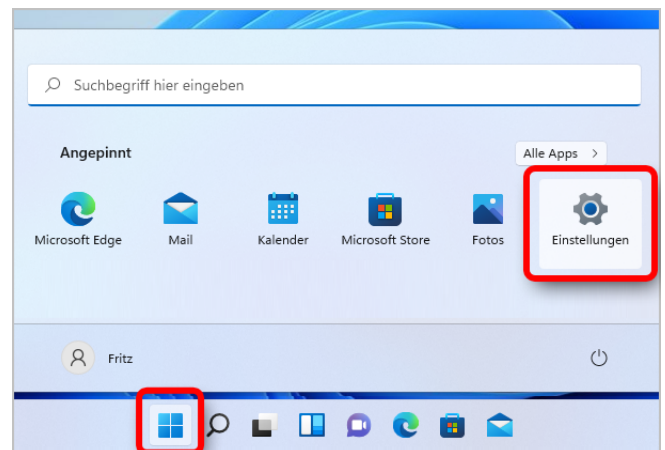 Suchbegriff hier eingeben
Angepinnt
Alle Apps
Microsoft Edge
Mail
Kalender
Microsoft Store
Fotos
Einstellungen
Fritz